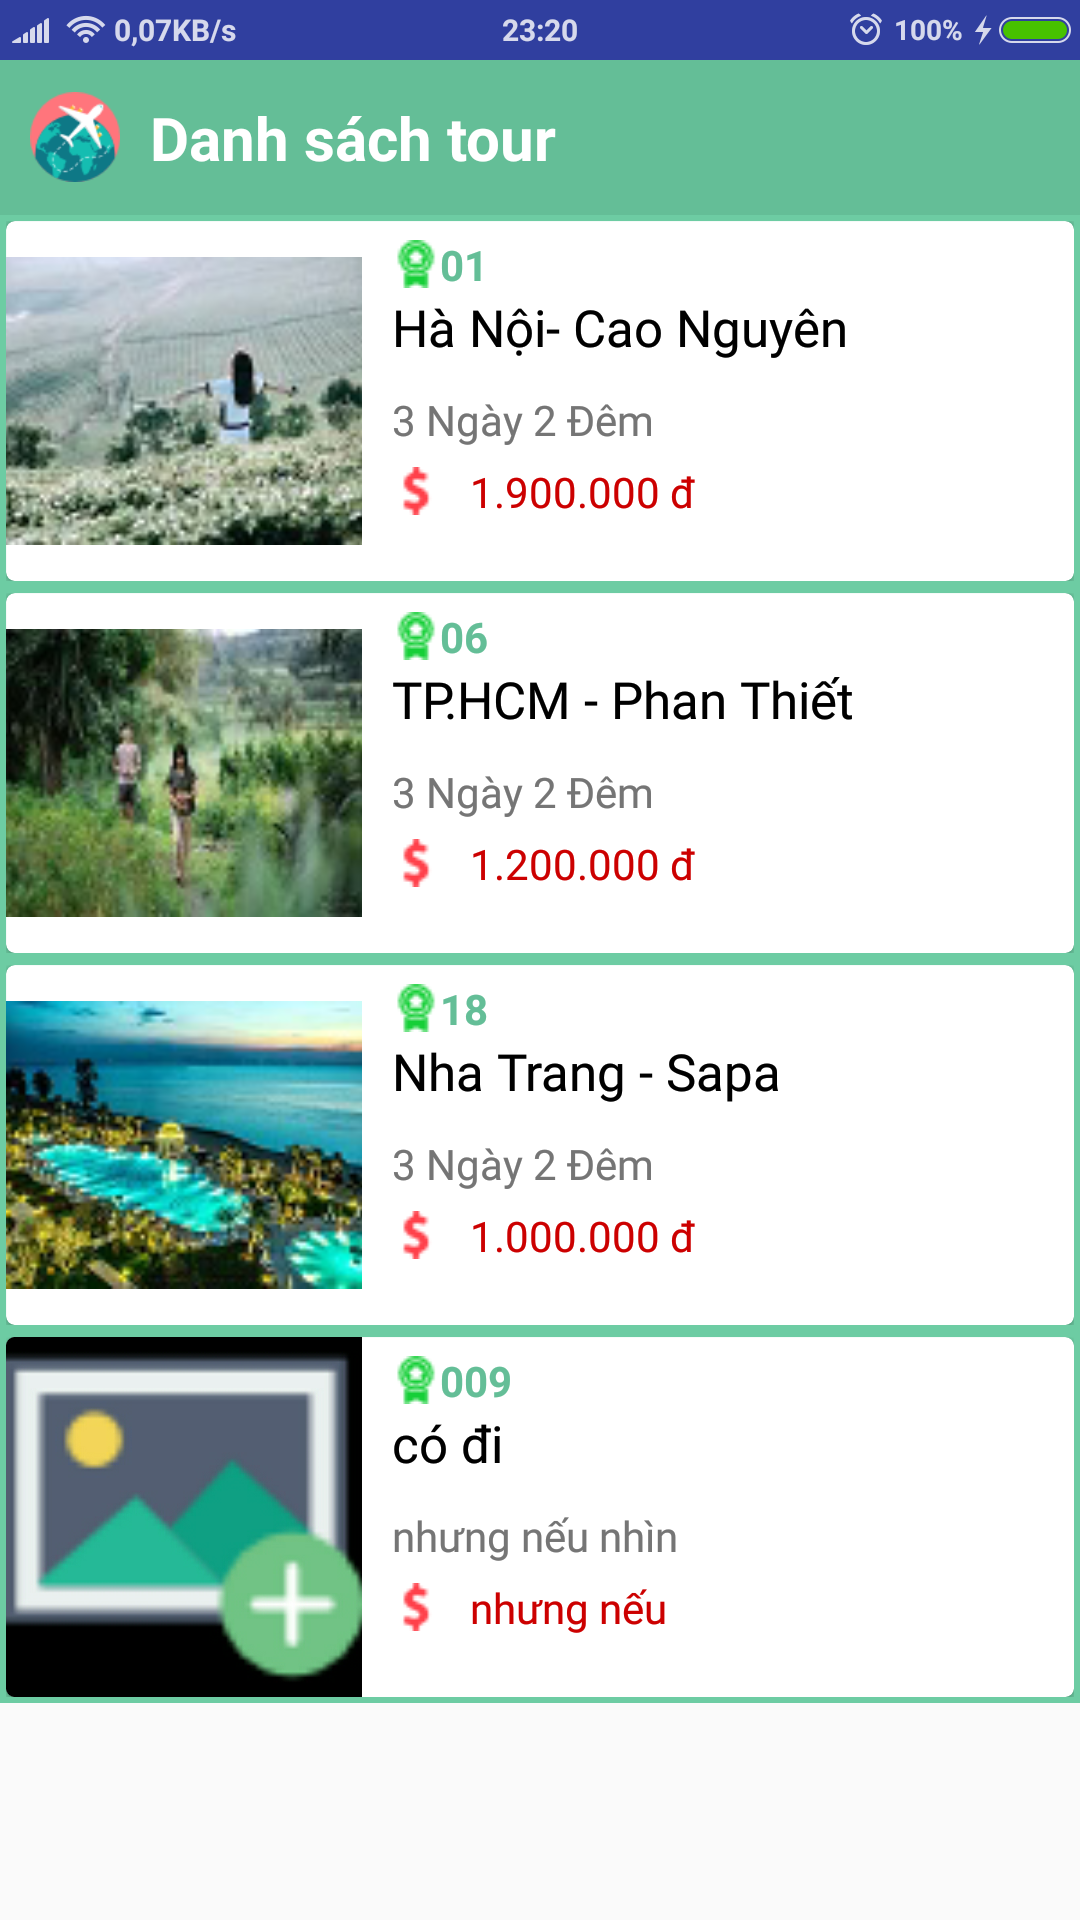 0,07KB/s 23:20 100%
Danh sách tour
01
Hà Nội- Cao Nguyên
3 Ngày 2 Đêm
$ 1.900.000 đ
06
TP.HCM - Phan Thiết
3 Ngày 2 Đêm
$ 1.200.000 đ
18
Nha Trang - Sapa
3 Ngày 2 Đêm
$ 1.000.000 đ
009
có đi
nhưng nếu nhìn
$ nhưng nếu